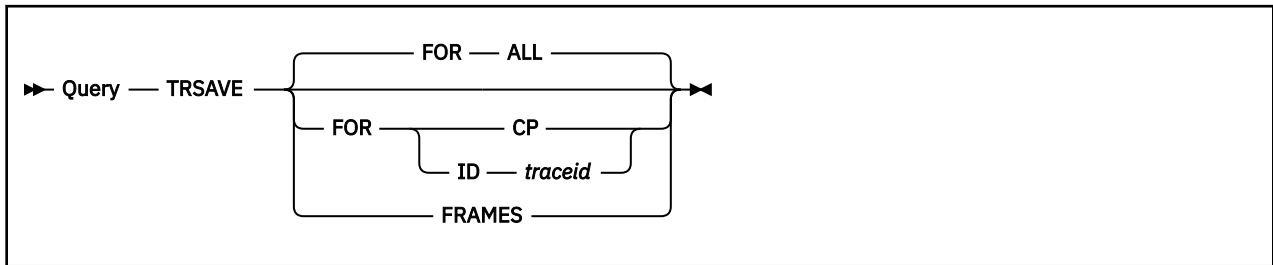 FOR ALL
Query TRSAVE
FOR CP
ID traceid
FRAMES